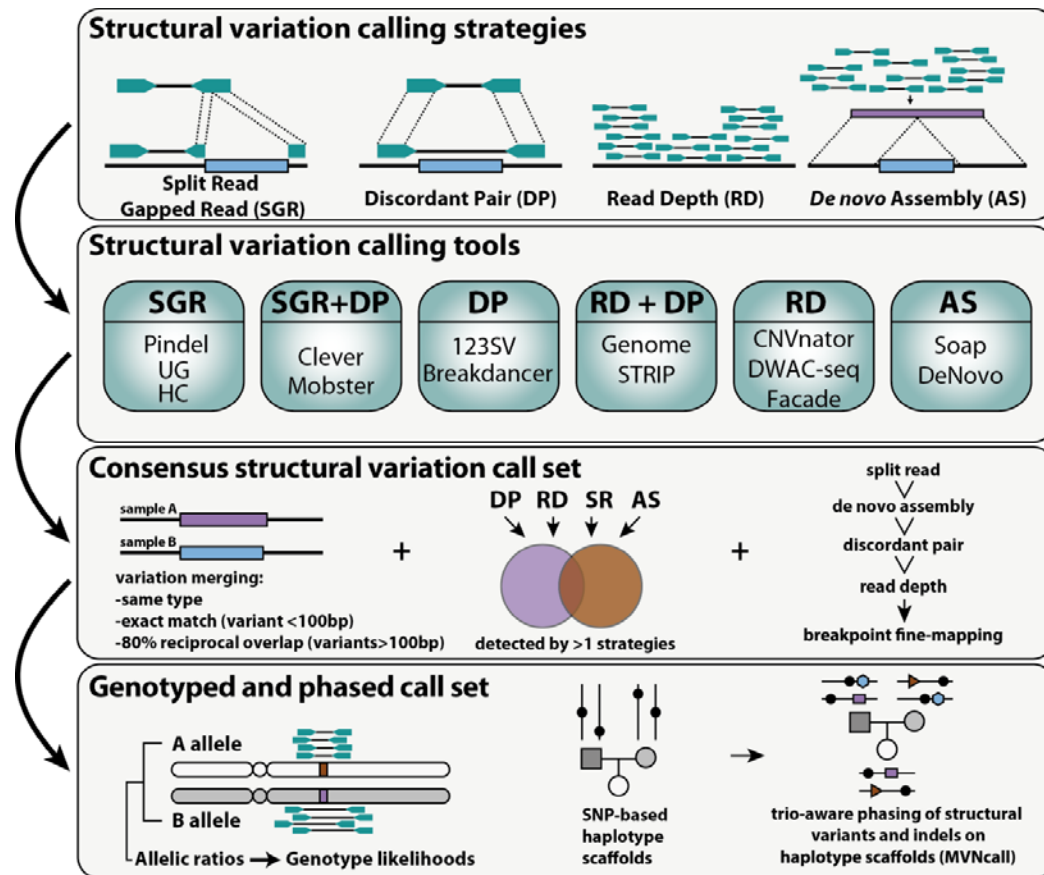 Structural variation calling strategies
Split Read
Gapped Read (SGR)
Discordant Pair (DP)
Read Depth (RD)
De novo Assembly (AS)
Structural variation calling tools
SGR
Pindel
UG
HC
SGR+DP
Clever
Mobster
DP
123SV
Breakdancer
RD + DP
Genome
STRIP
RD
CNVnator
DWAC-seq
Facade
AS
Soap
DeNovo
Consensus structural variation call set
sample A
sample B
variation merging:
-same type
-exact match (variant <100bp)
-80% reciprocal overlap (variants>100bp)
+
DP RD SR AS
detected by >1 strategies
+
split read
de novo assembly
discordant pair
read depth
breakpoint fine-mapping
Genotyped and phased call set
A allele
B allele
Allelic ratios
Genotype likelihoods
SNP-based
haplotype
scaffolds
trio-aware phasing of structural
variants and indels on
haplotype scaffolds (MVNcall)